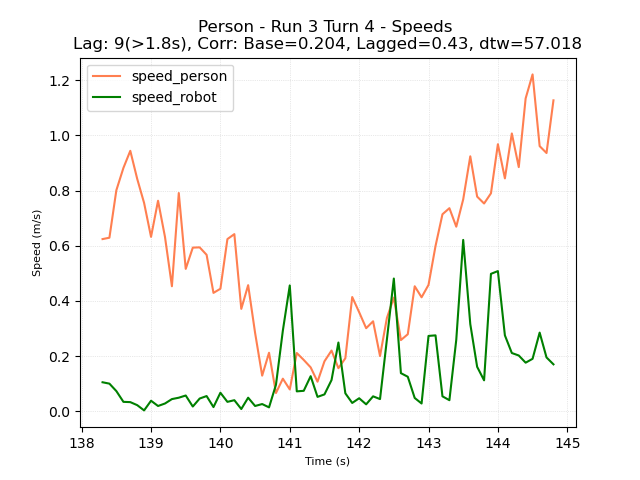 Person - Run 3 Turn 4 - Speeds
Lag: 9(>1.8s), Corr: Base=0.204, Lagged=0.43, dtw=57.018
speed_person
speed_robot
1.2
1.0
0.8
0.6
0.4
0.2
0.0
Speed (m/s)
138 139 140 141 142 143 144 145
Time (s)